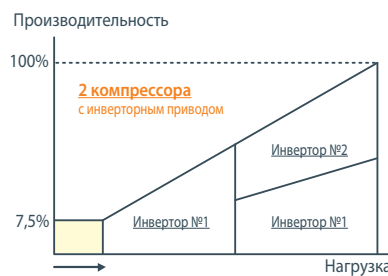 Производительность
100%
2 компрессора
с инверторным приводом
Инвертор №2
7,5%
Инвертор №1
Инвертор №1
Нагрузка